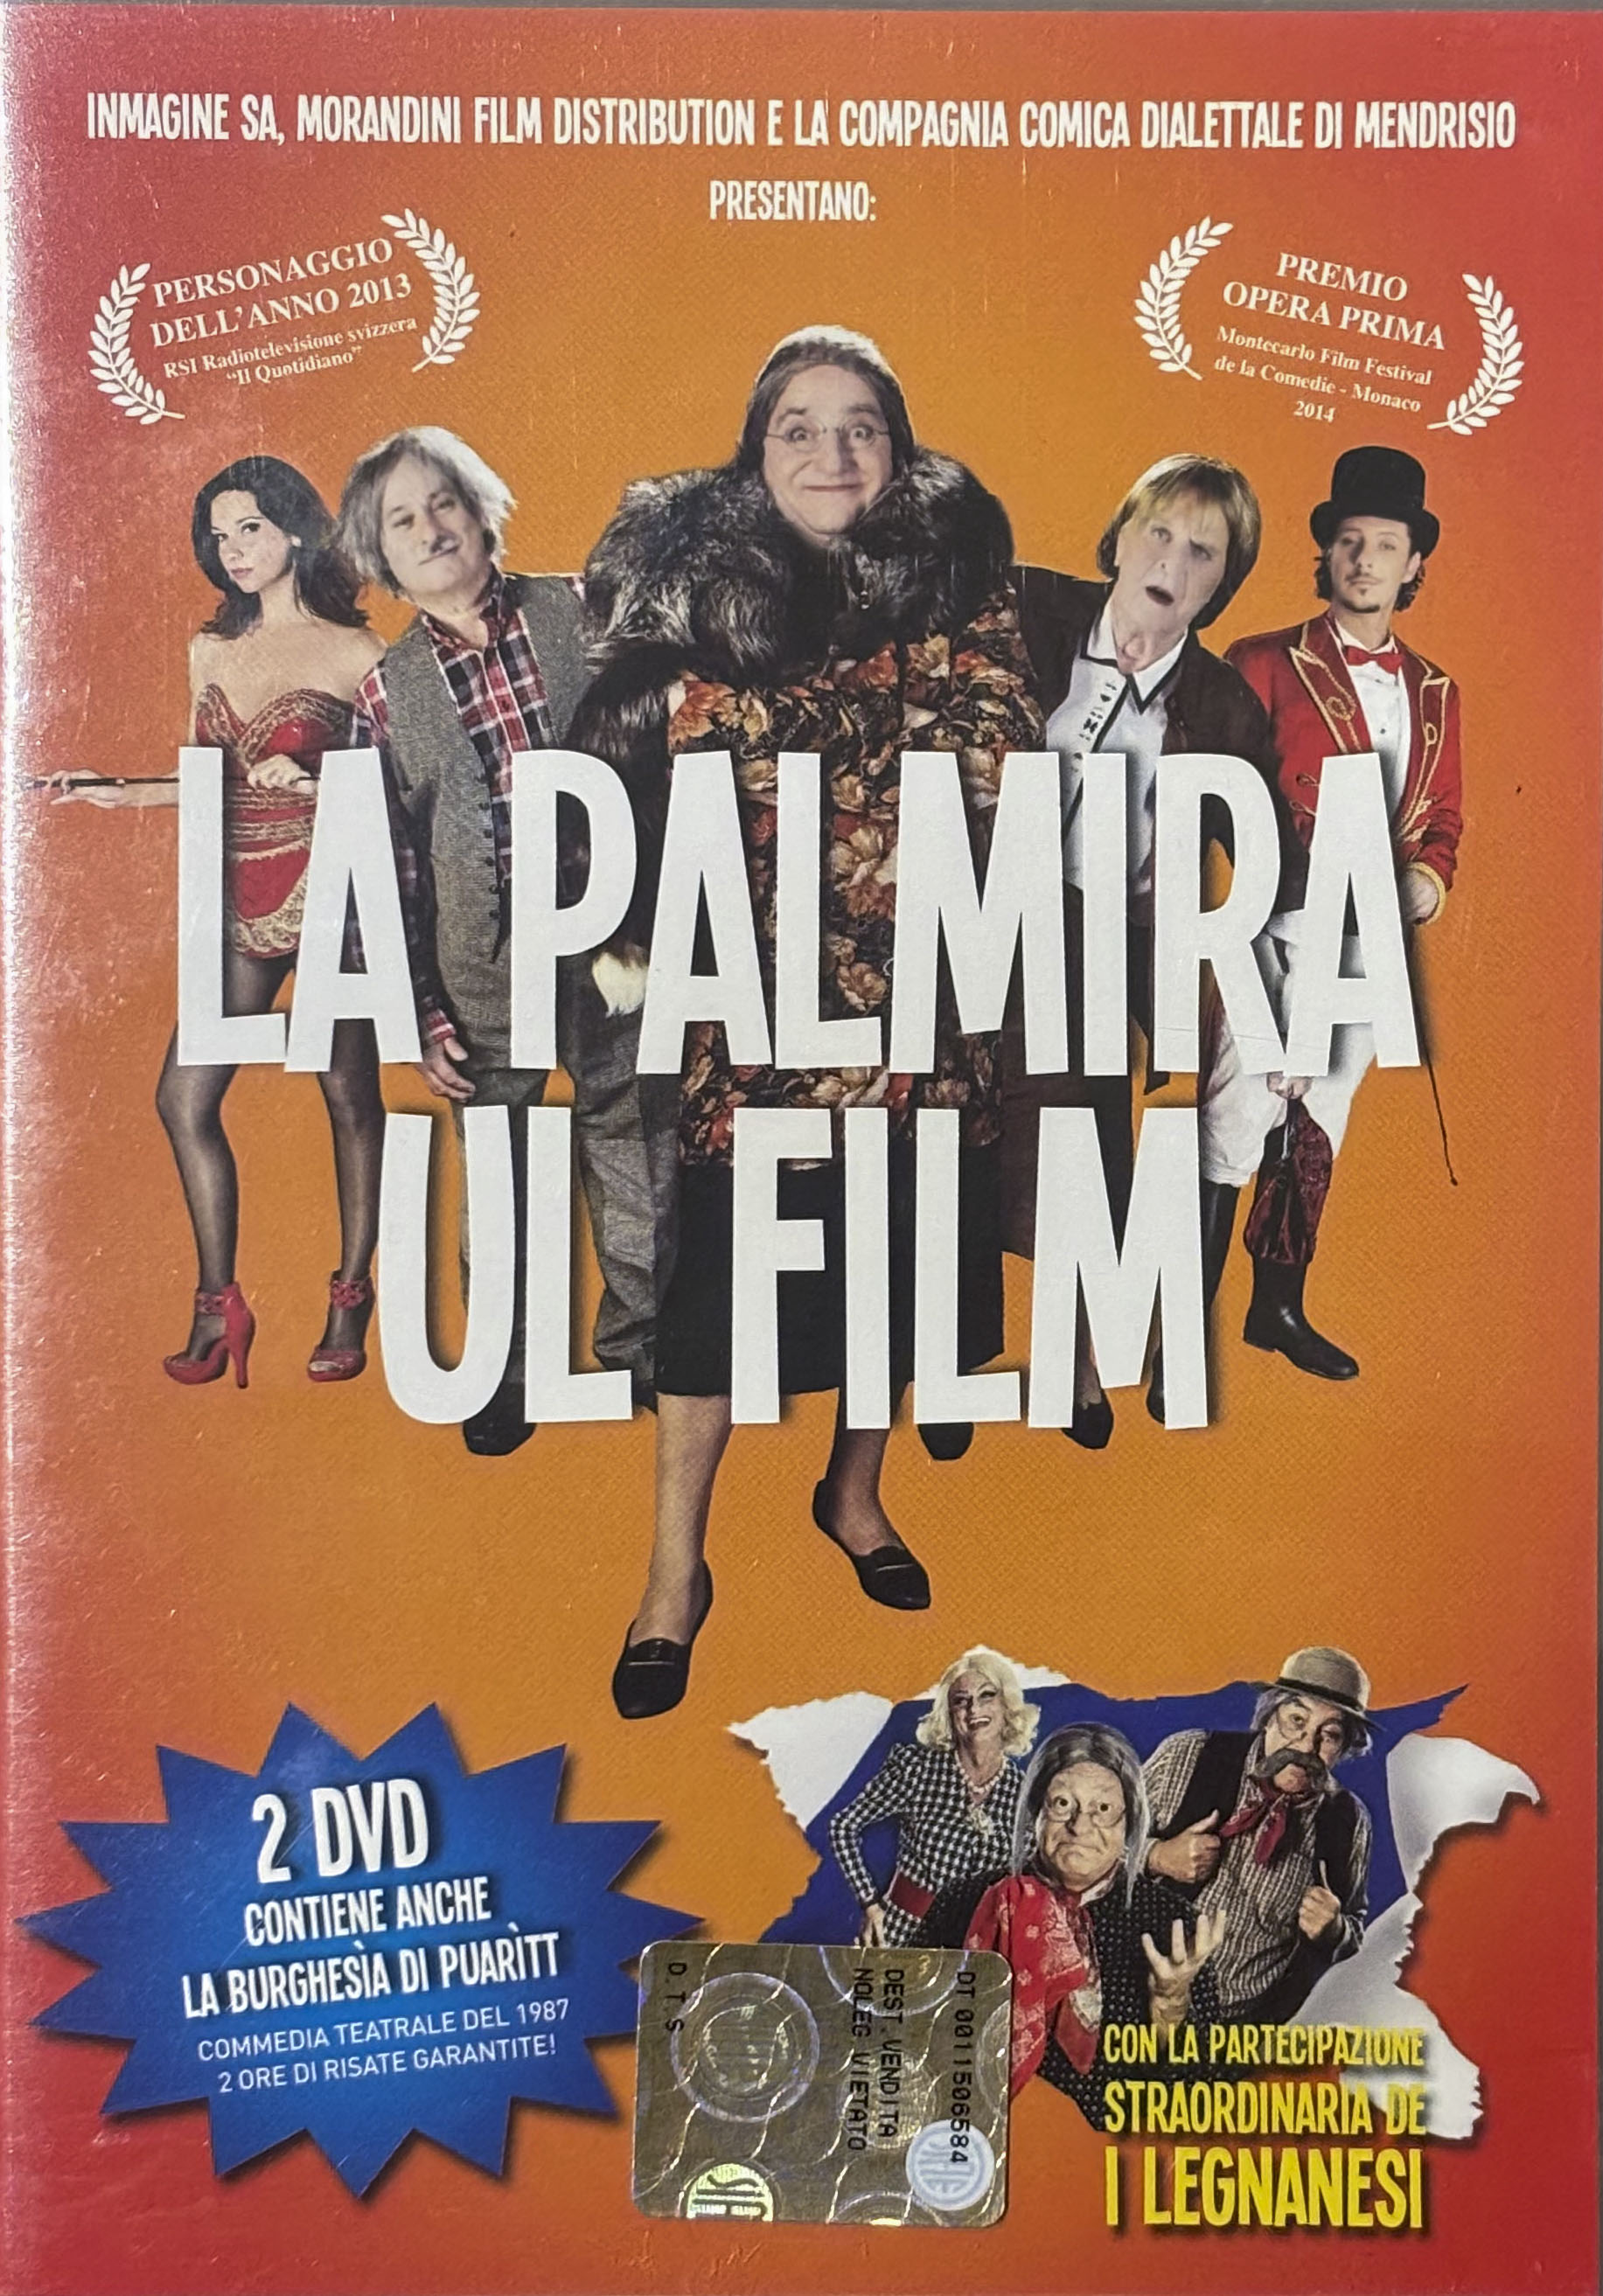 INMAGINE SA, MORANDINI FILM DISTRIBUTION E LA COMPAGNIA COMICA DIALETTALE DI MENDRISIO
PRESENTANO:
PERSONAGGIO
DELL'ANNO 2013
RSI Radiotelevisione svizzera
"Il Quotidiano"
PREMIO
OPERA PRIMA
Montecarlo Film Festival
de la Comedie - Monaco
2014
LA PALMIRA
UL FILM
2 DVD
CONTIENE ANCHE
LA BURGHESÌA DI PUARÌTT
COMMEDIA TEATRALE DEL 1987
2 ORE DI RISATE GARANTITE!
DT 0011506584
DEST.VENDITA
NOLEG VIETATO
D.T.S
CON LA PARTECIPAZIONE
STRAORDINARIA DE
I LEGNANESI